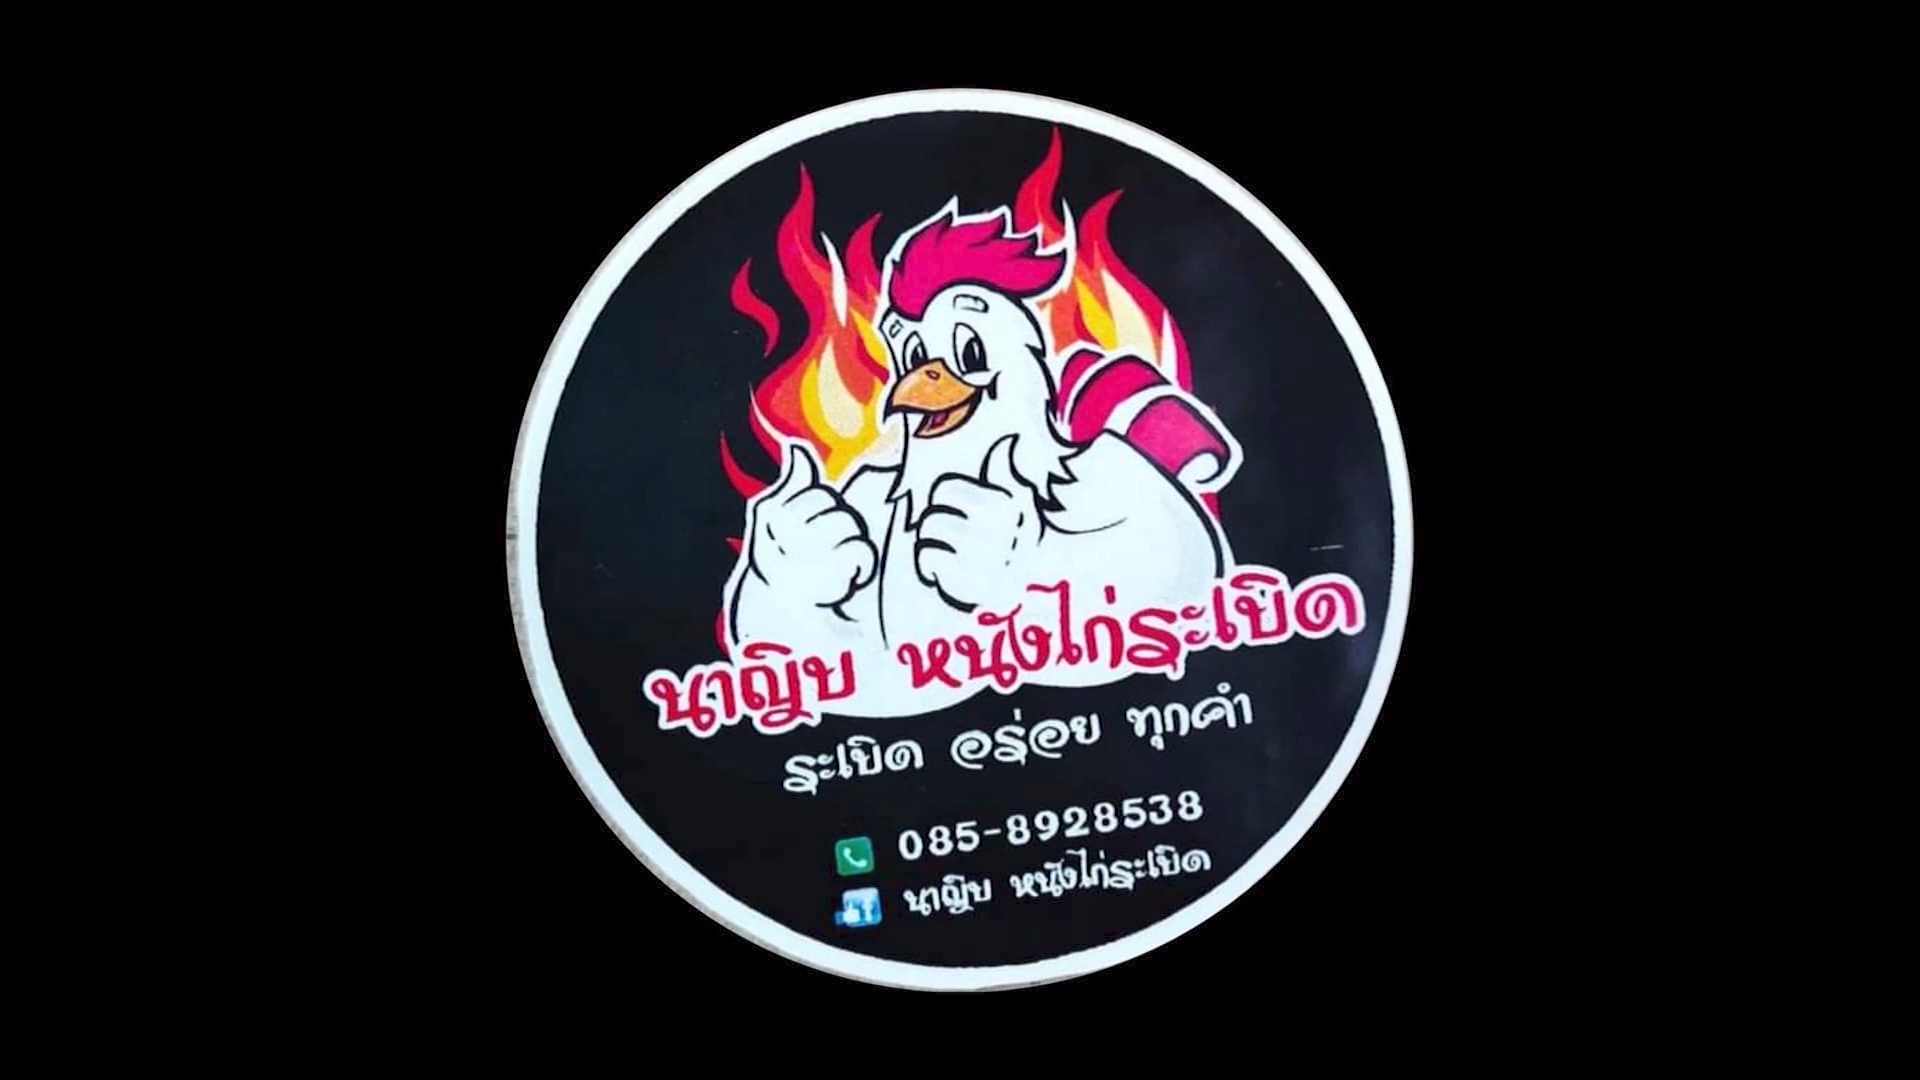 นาญิบ หนังไก่ระเบิด
ระเบิด อร่อย ทุกคำ
085-8928538
นาญิบ หนังไก่ระเบิด